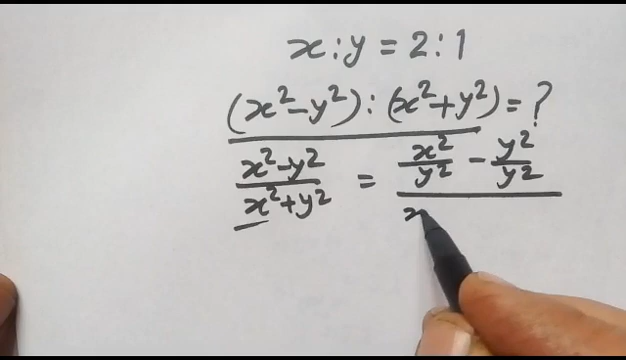 x:y = 2:1
(x²-y²):(x²+y²)=?
x²-y² / x²+y² = x²/y² - y²/y²
x